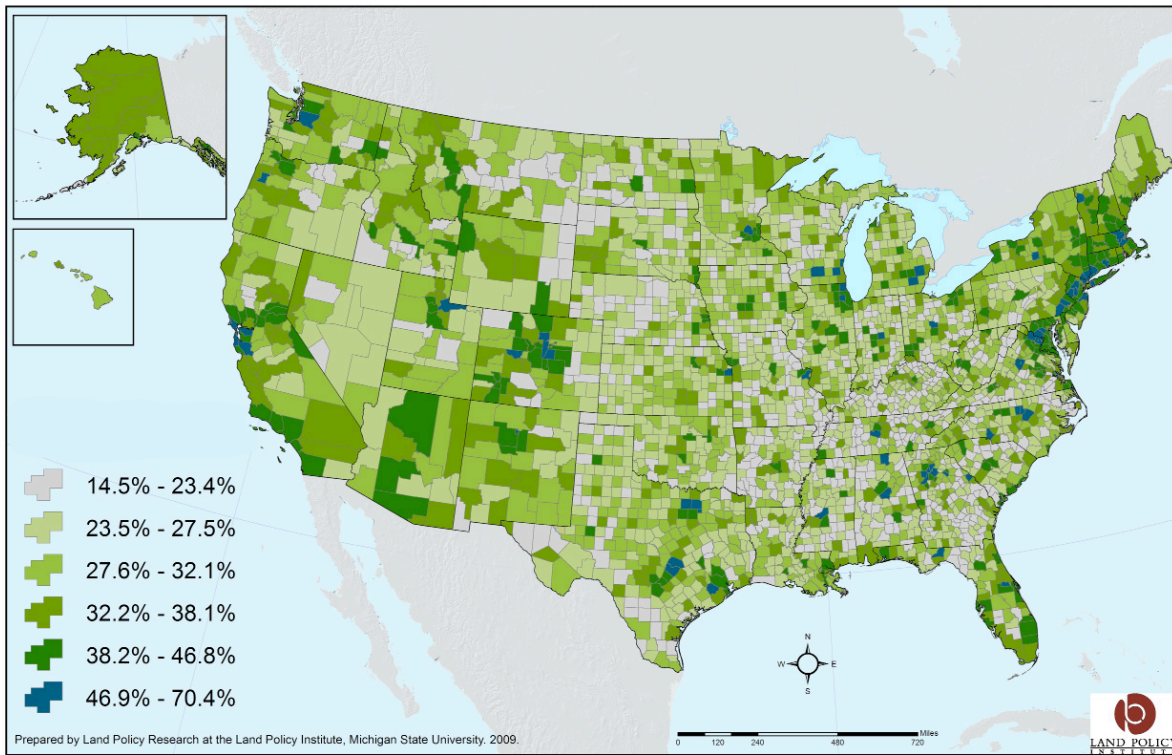 14.5% - 23.4%
23.5% - 27.5%
27.6% - 32.1%
32.2% - 38.1%
38.2% - 46.8%
46.9% - 70.4%
N
W E
S
Miles
0 120 240 480 720
Prepared by Land Policy Research at the Land Policy Institute, Michigan State University. 2009.
LAND POLICY
INSTITUTE